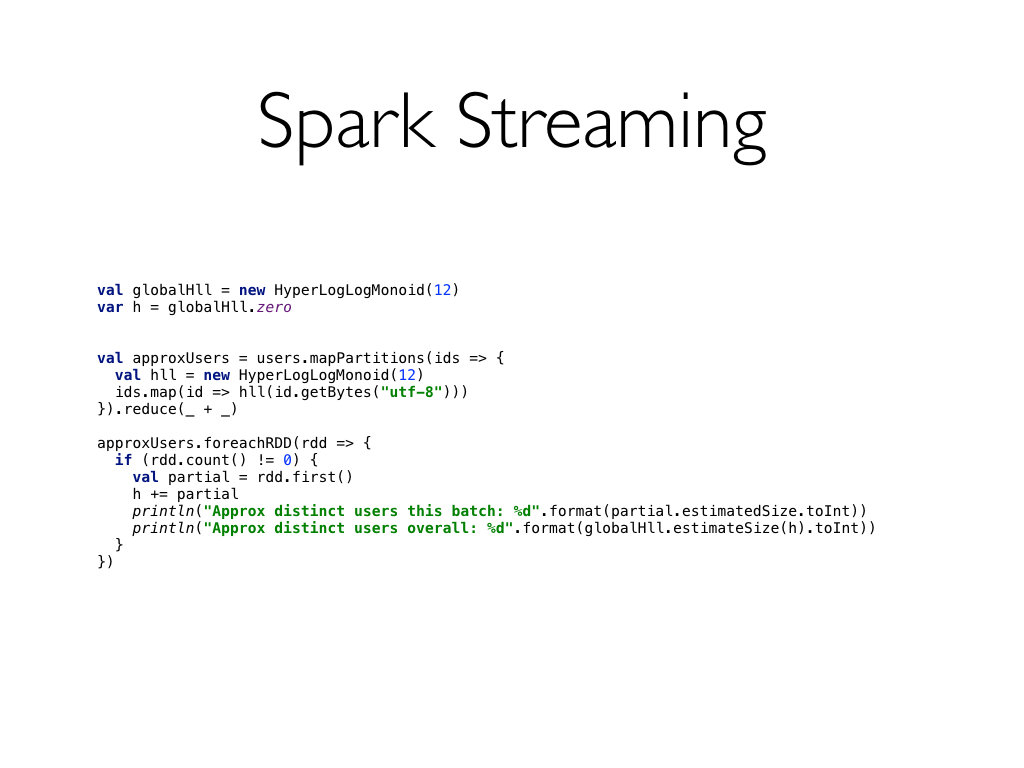 Spark Streaming
val globalHll = new HyperLogLogMonoid(12)
var h = globalHll.zero
val approxUsers = users.mapPartitions(ids => {
  val hll = new HyperLogLogMonoid(12)
  ids.map(id => hll(id.getBytes("utf-8")))
}).reduce(_ + _)
approxUsers.foreachRDD(rdd => {
  if (rdd.count() != 0) {
    val partial = rdd.first()
    h += partial
    println("Approx distinct users this batch: %d".format(partial.estimatedSize.toInt))
    println("Approx distinct users overall: %d".format(globalHll.estimateSize(h).toInt))
  }
})